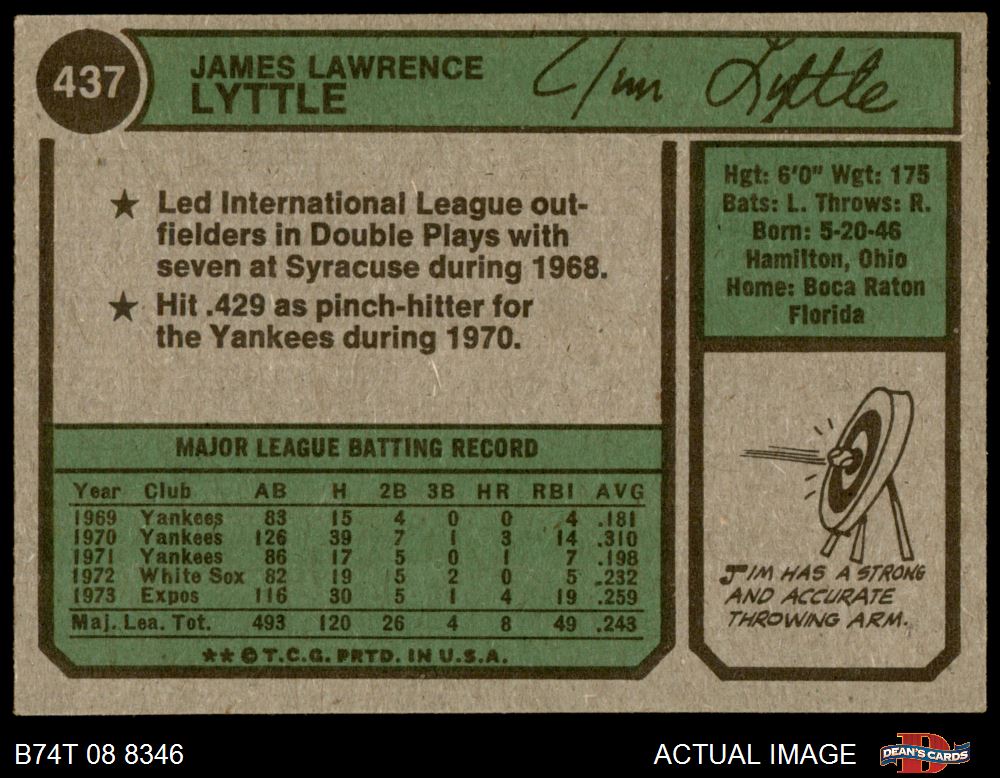 437
JAMES LAWRENCE
LYTTLE
Jim Lyttle
★ Led International League out-
fielders in Double Plays with
seven at Syracuse during 1968.
★ Hit .429 as pinch-hitter for
the Yankees during 1970.
Hgt: 6'0" Wgt: 175
Bats: L. Throws: R.
Born: 5-20-46
Hamilton, Ohio
Home: Boca Raton
Florida
MAJOR LEAGUE BATTING RECORD
Year Club AB H 2B 3B HR RBI AVG
1969 Yankees 83 15 4 0 0 4 .181
1970 Yankees 126 39 7 1 3 14 .310
1971 Yankees 86 17 5 0 1 7 .198
1972 White Sox 82 19 5 2 0 5 .232
1973 Expos 116 30 5 1 4 19 .259
Maj. Lea. Tot. 493 120 26 4 8 49 .243
★★ © T.C.G. PRTD. IN U.S.A.
JIM HAS A STRONG
AND ACCURATE
THROWING ARM.
B74T 08 8346
ACTUAL IMAGE
D
DEAN'S CARDS